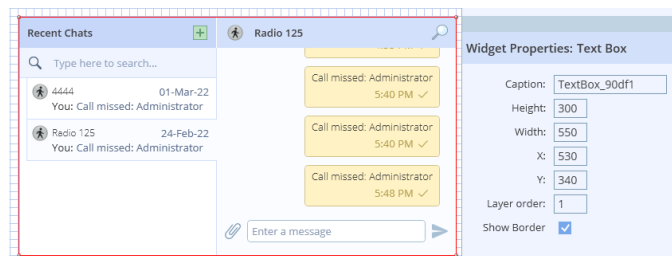 Recent Chats
Type here to search...
4444 01-Mar-22
You: Call missed: Administrator
Radio 125 24-Feb-22
You: Call missed: Administrator
Radio 125
Call missed: Administrator
5:40 PM
Call missed: Administrator
5:40 PM
Call missed: Administrator
5:48 PM
Enter a message
Widget Properties: Text Box
Caption: TextBox_90df1
Height: 300
Width: 550
X: 530
Y: 340
Layer order: 1
Show Border